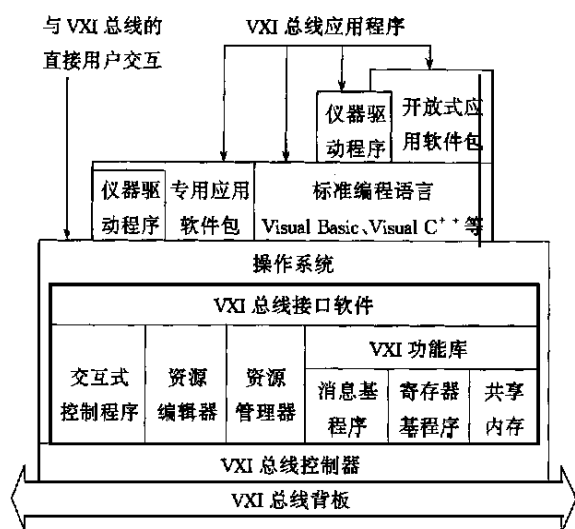 与 VXI 总线的
直接用户交互
VXI 总线应用程序
仪器驱
动程序
开放式应
用软件包
仪器驱
动程序
专用应用
软件包
标准编程语言
Visual Basic、Visual C++ 等
操作系统
VXI 总线接口软件
交互式
控制程序
资源
编辑器
资源
管理器
VXI 功能库
消息基
程序
寄存器
基程序
共享
内存
VXI 总线控制器
VXI 总线背板